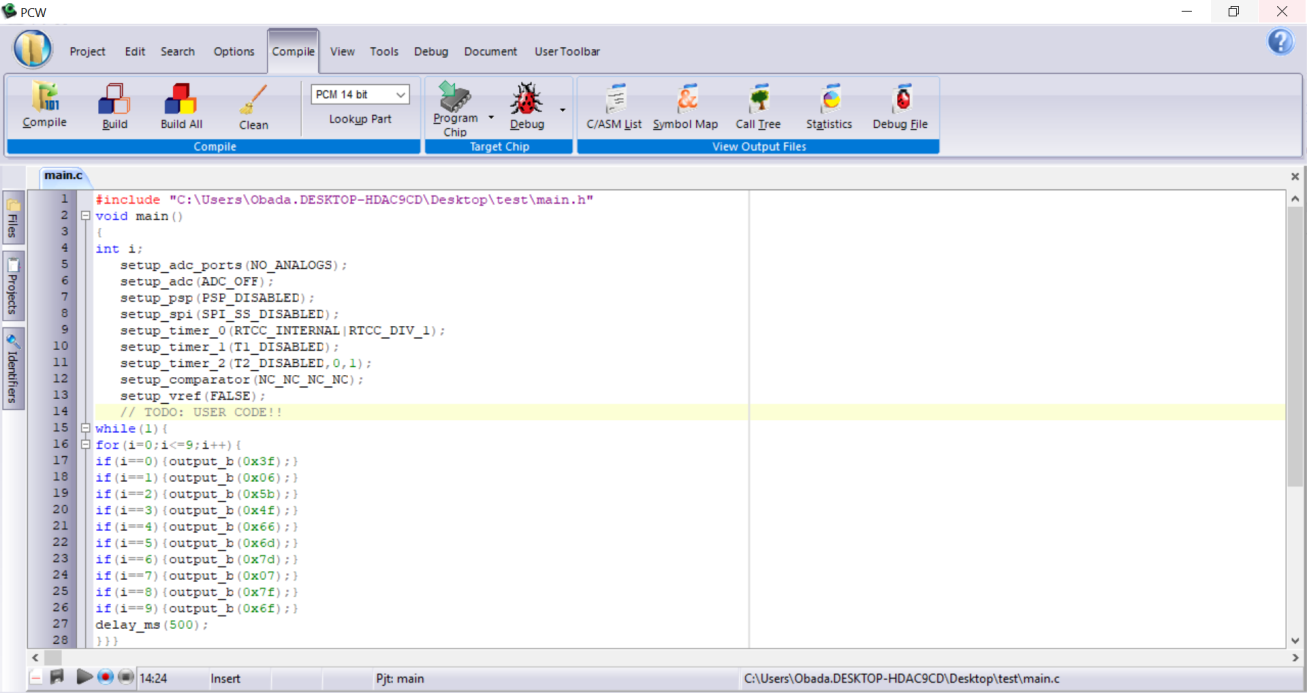 PCW
Project Edit Search Options Compile View Tools Debug Document User Toolbar
Compile Build Build All Clean
PCM 14 bit
Lookup Part
Compile
Program Chip Debug
Target Chip
C/ASM List Symbol Map Call Tree Statistics Debug File
View Output Files
main.c
Files
Projects
Identifiers
1 #include "C:\Users\Obada.DESKTOP-HDAC9CD\Desktop\test\main.h"
2 void main()
3 {
4 int i;
5 setup_adc_ports(NO_ANALOGS);
6 setup_adc(ADC_OFF);
7 setup_psp(PSP_DISABLED);
8 setup_spi(SPI_SS_DISABLED);
9 setup_timer_0(RTCC_INTERNAL|RTCC_DIV_1);
10 setup_timer_1(T1_DISABLED);
11 setup_timer_2(T2_DISABLED,0,1);
12 setup_comparator(NC_NC_NC_NC);
13 setup_vref(FALSE);
14 // TODO: USER CODE!!
15 while(1){
16 for(i=0;i<=9;i++){
17 if(i==0){output_b(0x3f);}
18 if(i==1){output_b(0x06);}
19 if(i==2){output_b(0x5b);}
20 if(i==3){output_b(0x4f);}
21 if(i==4){output_b(0x66);}
22 if(i==5){output_b(0x6d);}
23 if(i==6){output_b(0x7d);}
24 if(i==7){output_b(0x07);}
25 if(i==8){output_b(0x7f);}
26 if(i==9){output_b(0x6f);}
27 delay_ms(500);
28 }}}
14:24 Insert Pjt: main C:\Users\Obada.DESKTOP-HDAC9CD\Desktop\test\main.c